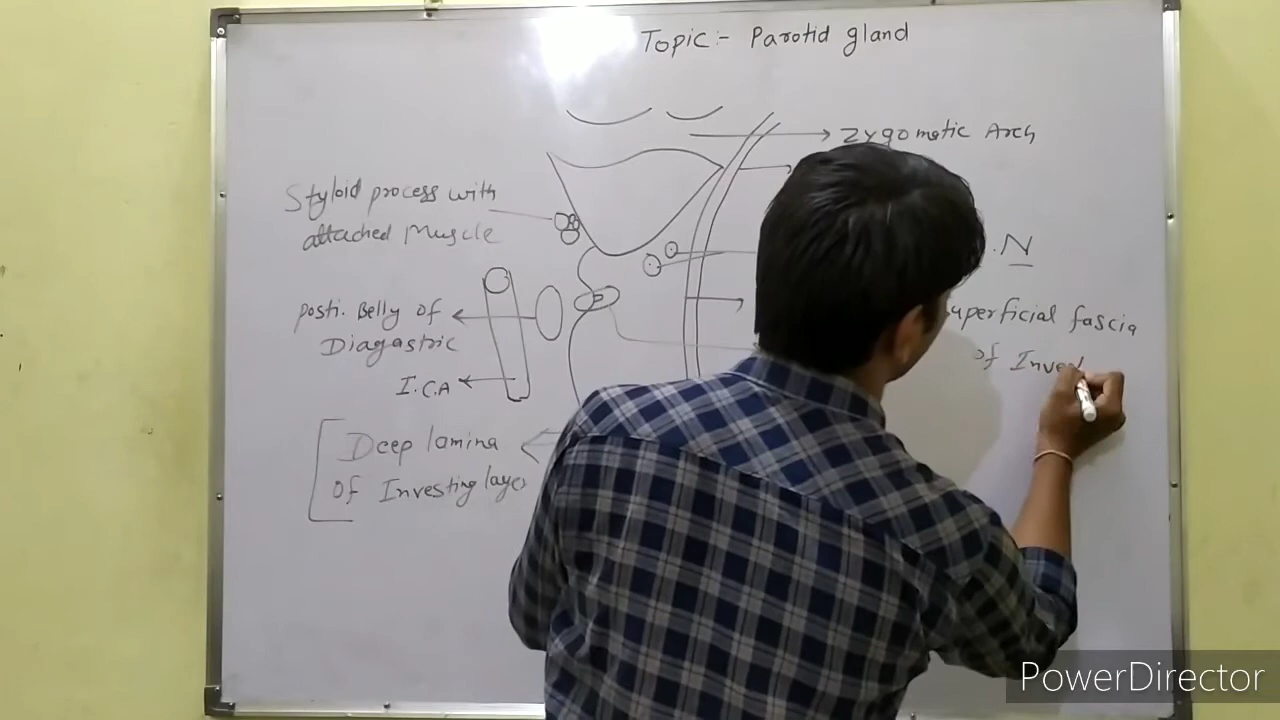 Topic:- Parotid gland
Zygomatic Arch
Styloid process with
attached Muscle
.N
Posti. Belly of
Diagastric
I.C.A
Deep lamina
Of Investing layer
uperficial fascia
of Inves
PowerDirector